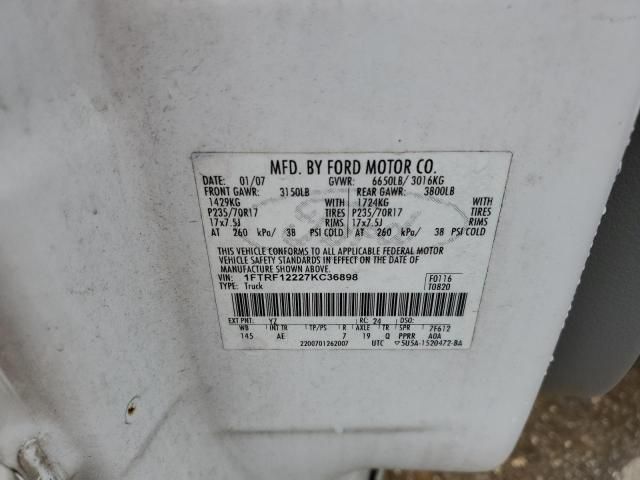 MFD. BY FORD MOTOR CO.
DATE: 01/07 GVWR: 6650LB/ 3016KG
FRONT GAWR: 3150LB REAR GAWR: 3800LB
1429KG WITH 1724KG WITH
P235/70R17 TIRES P235/70R17 TIRES
17x7.5J RIMS 17x7.5J RIMS
AT 260 kPa/ 38 PSI COLD AT 260 kPa/ 38 PSI COLD
THIS VEHICLE CONFORMS TO ALL APPLICABLE FEDERAL MOTOR
VEHICLE SAFETY STANDARDS IN EFFECT ON THE DATE OF
MANUFACTURE SHOWN ABOVE.
VIN: 1FTRF12227KC36898 F0116
TYPE: Truck T0820
EXT PNT: YZ RC: 24 DSO:
WB INT TR TP/PS R AXLE TR SPR 7E612
145 AE 7 19 Q PPRR AOA
2200701262007 UTC ▽5U5A-1520472-BA